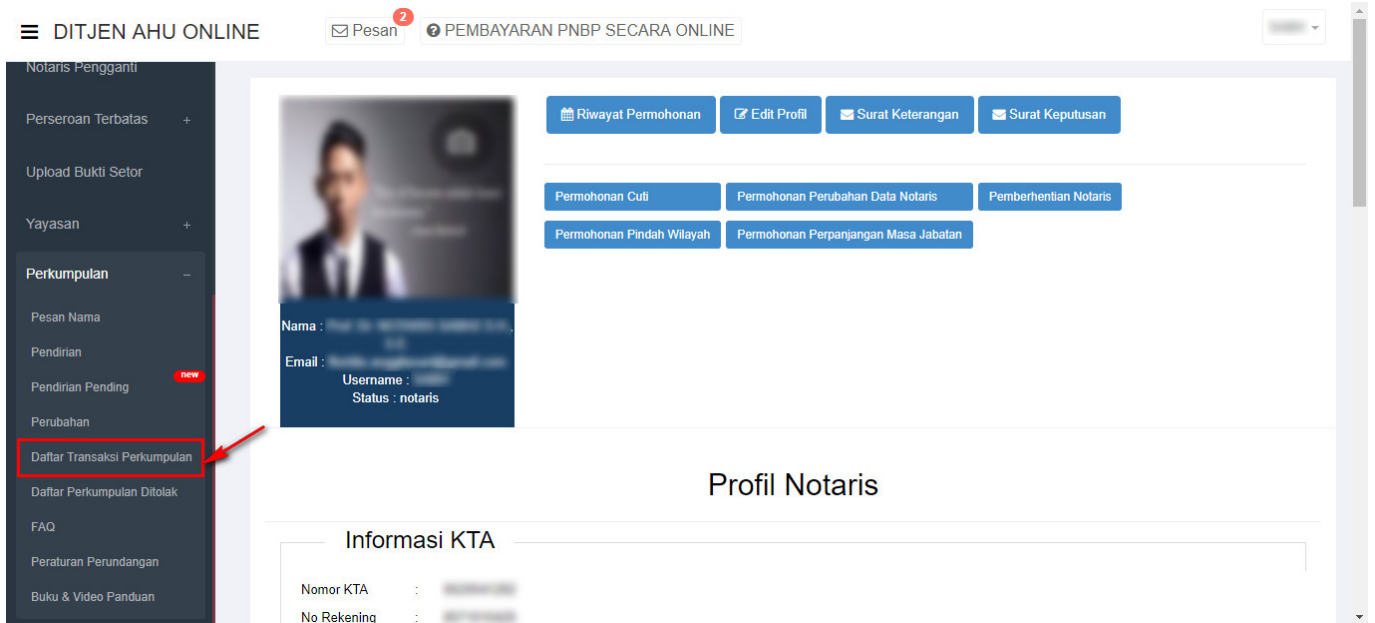 DITJEN AHU ONLINE
Pesan 2
PEMBAYARAN PNBP SECARA ONLINE
Notaris Pengganti
Perseroan Terbatas +
Upload Bukti Setor
Yayasan +
Perkumpulan −
Pesan Nama
Pendirian
Pendirian Pending new
Perubahan
Daftar Transaksi Perkumpulan
Daftar Perkumpulan Ditolak
FAQ
Peraturan Perundangan
Buku & Video Panduan
Riwayat Permohonan Edit Profil Surat Keterangan Surat Keputusan
Permohonan Cuti Permohonan Perubahan Data Notaris Pemberhentian Notaris
Permohonan Pindah Wilayah Permohonan Perpanjangan Masa Jabatan
Nama :
Email :
Username :
Status : notaris
Profil Notaris
Informasi KTA
Nomor KTA :
No Rekening :